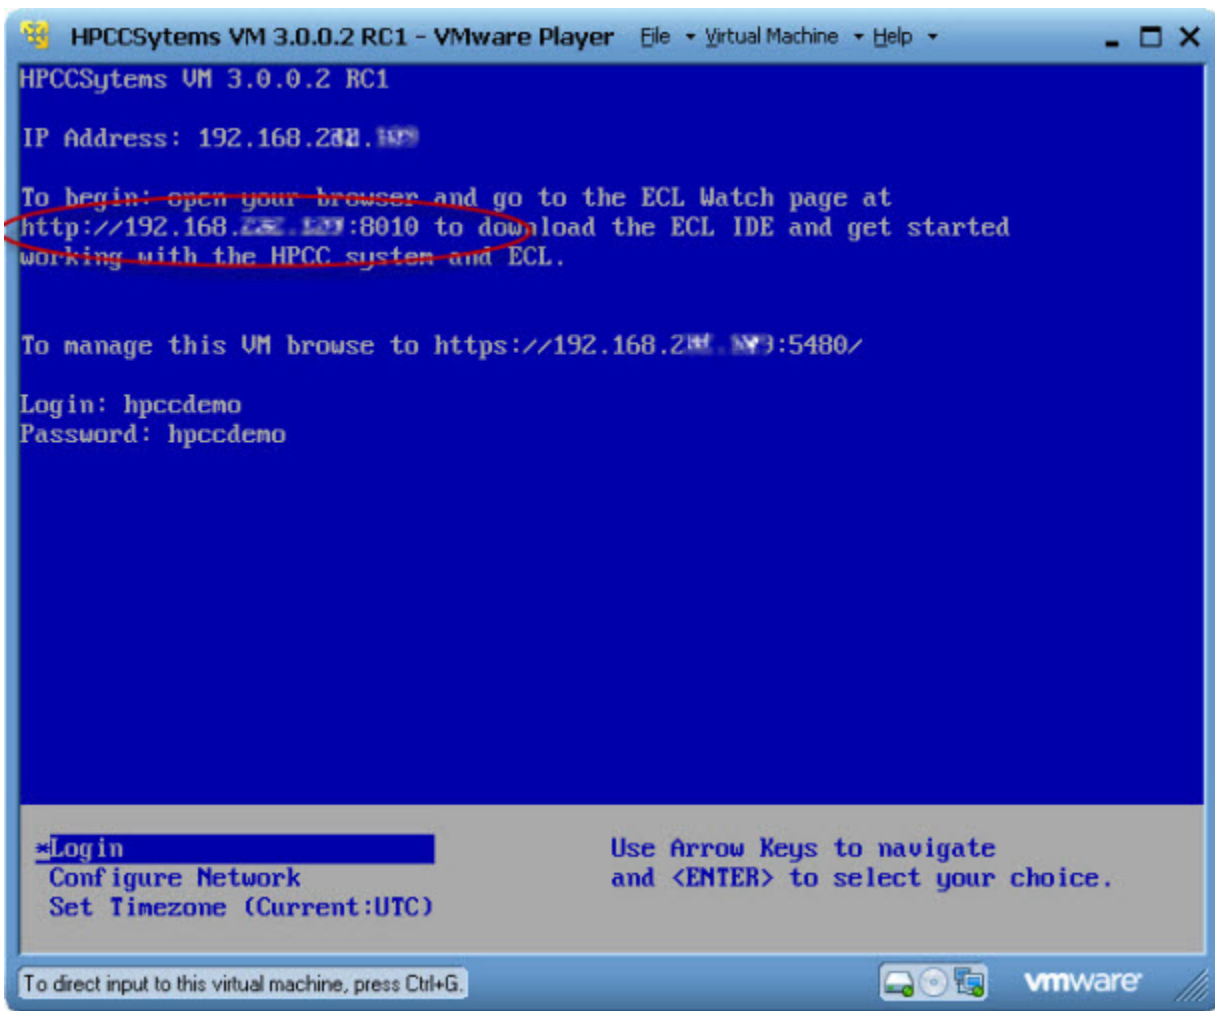 HPCCSytems VM 3.0.0.2 RC1 - VMware Player File Virtual Machine Help
HPCCSytems VM 3.0.0.2 RC1
IP Address: 192.168.
To begin: open your browser and go to the ECL Watch page at
http://192.168. :8010 to download the ECL IDE and get started
working with the HPCC system and ECL.
To manage this VM browse to https://192.168.2 :5480/
Login: hpccdemo
Password: hpccdemo
*Login
Configure Network
Set Timezone (Current:UTC)
Use Arrow Keys to navigate
and <ENTER> to select your choice.
To direct input to this virtual machine, press Ctrl+G.
vmware